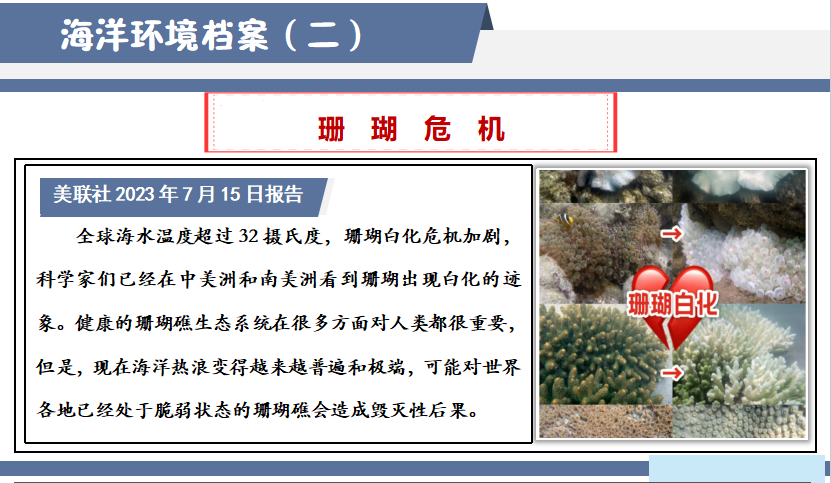 海洋环境档案（二）
珊瑚危机
美联社 2023 年 7 月 15 日报告
全球海水温度超过 32 摄氏度，珊瑚白化危机加剧，
科学家们已经在中美洲和南美洲看到珊瑚出现白化的迹
象。健康的珊瑚礁生态系统在很多方面对人类都很重要，
但是，现在海洋热浪变得越来越普遍和极端，可能对世界
各地已经处于脆弱状态的珊瑚礁会造成毁灭性后果。
珊瑚白化